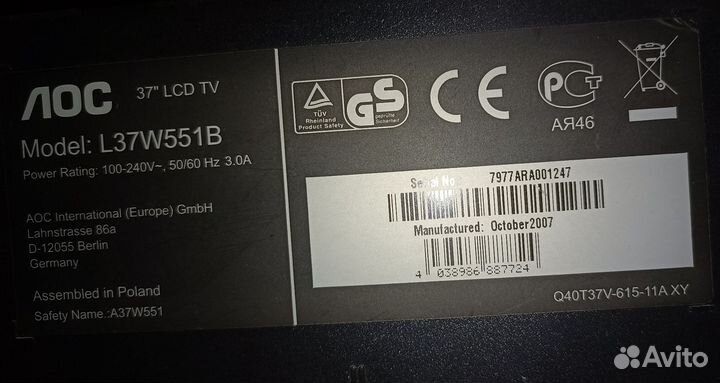 AOC 37" LCD TV
Model: L37W551B
Power Rating: 100-240V~, 50/60 Hz 3.0A
AOC International (Europe) GmbH
Lahnstrasse 86a
D-12055 Berlin
Germany
Assembled in Poland
Safety Name.:A37W551
TÜV
Rheinland
Product Safety
GS
geprüfte
Sicherheit
CE
РСТ
АЯ46
Serial No 7977ARA001247
Manufactured: October2007
4 038986 887724
Q40T37V-615-11A XY
Avito